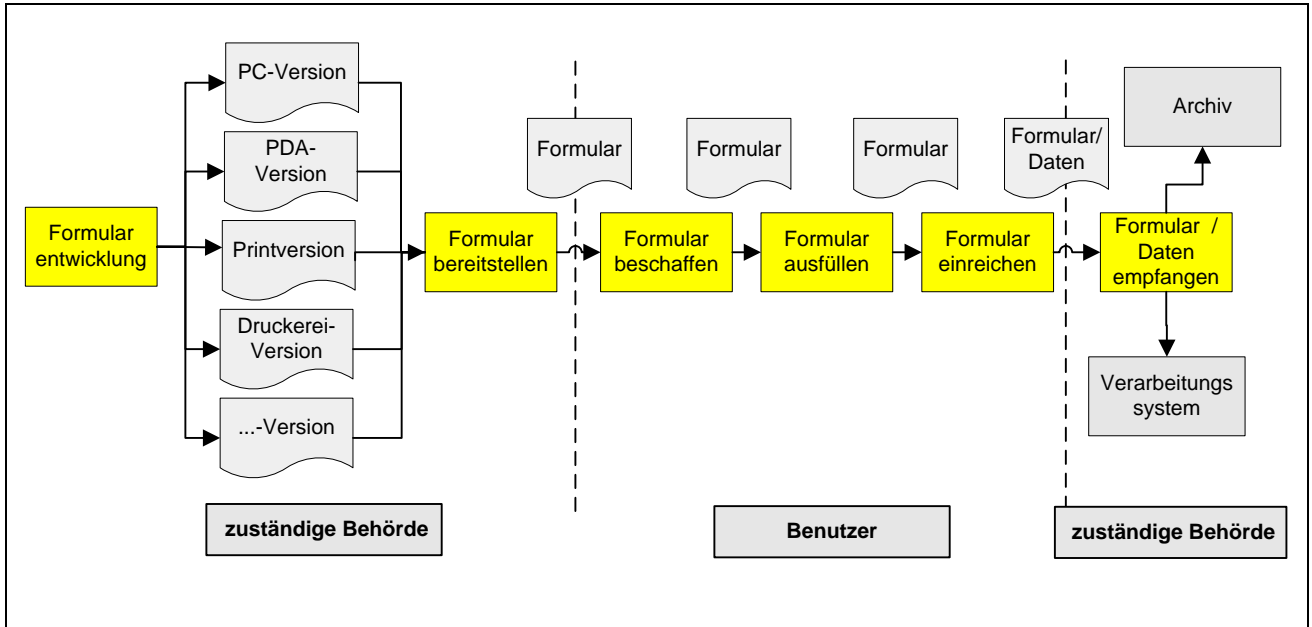 PC-Version
PDA-
Version
Printversion
Druckerei-
Version
...-Version
Formular
entwicklung
Formular
bereitstellen
Formular
Formular
beschaffen
Formular
Formular
ausfüllen
Formular
Formular
einreichen
Formular/
Daten
Formular /
Daten
empfangen
Archiv
Verarbeitungs
system
zuständige Behörde
Benutzer
zuständige Behörde